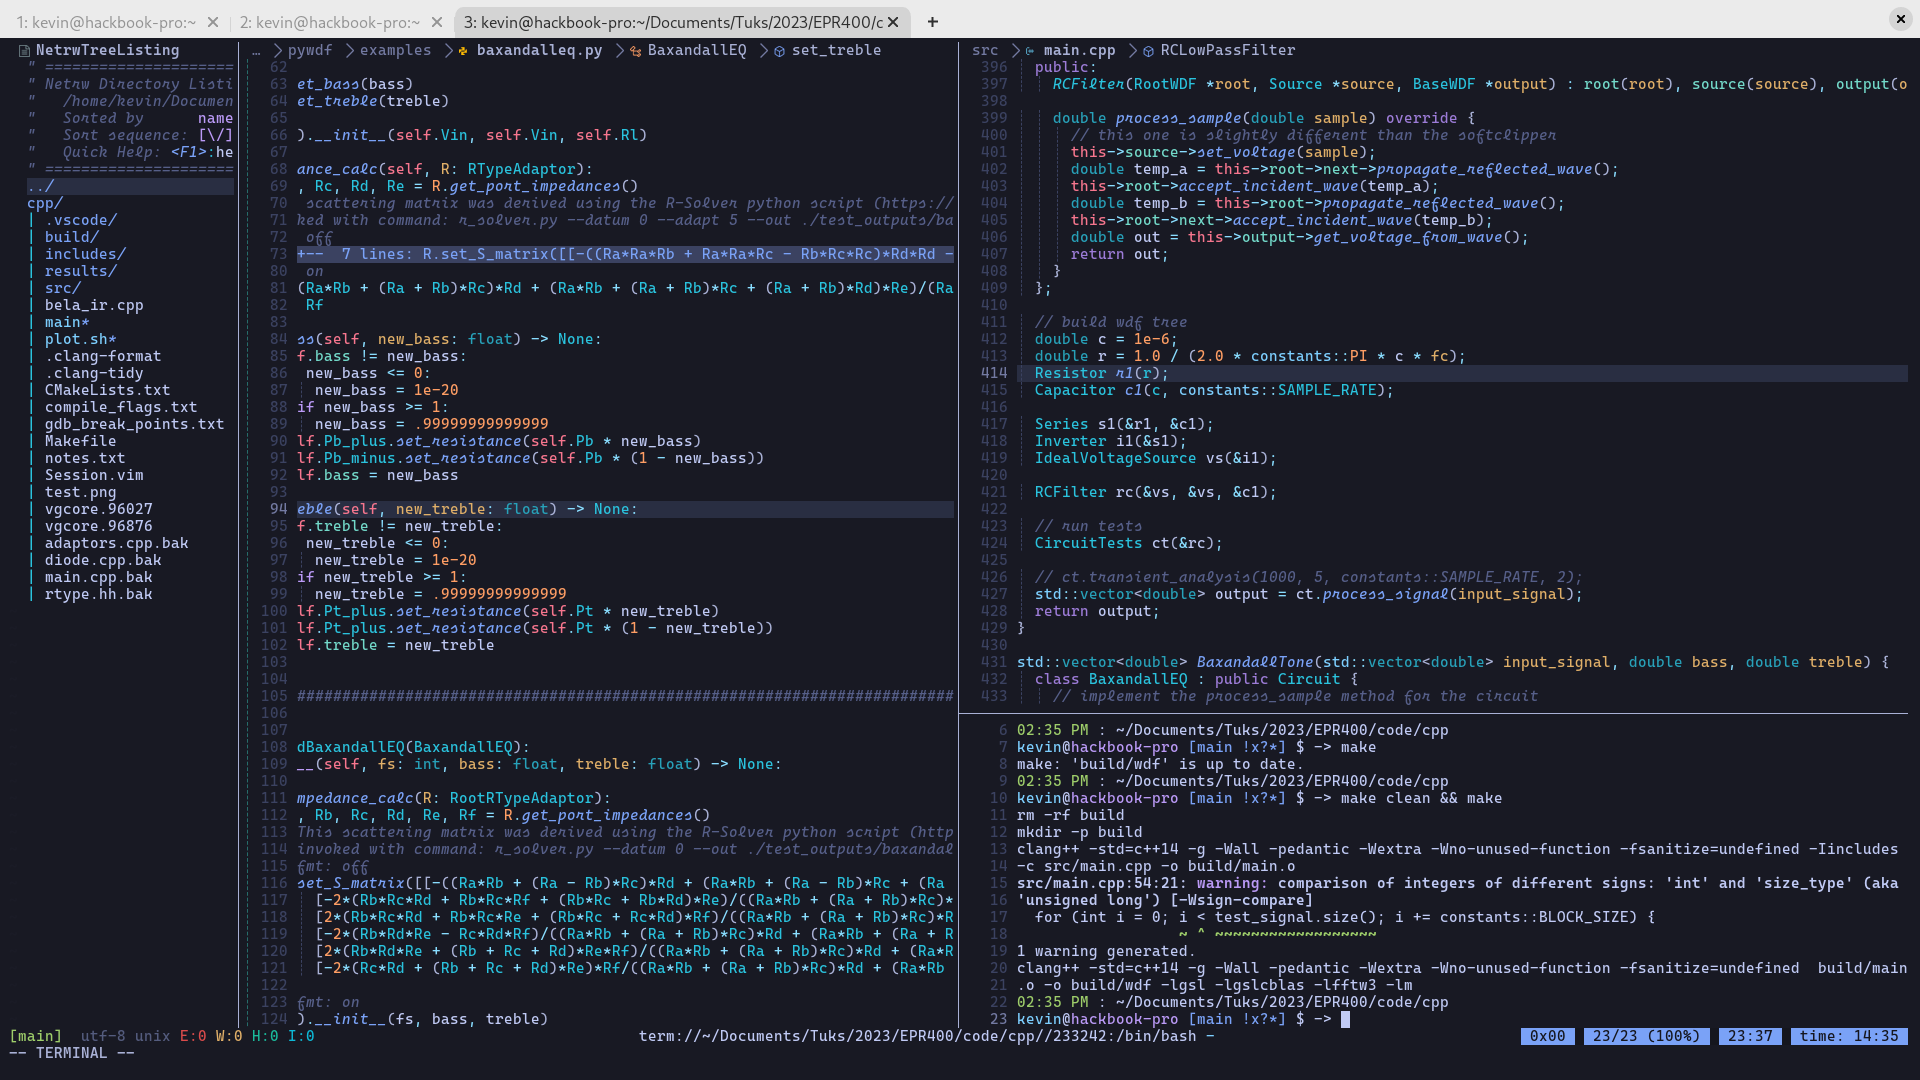 1: kevin@hackbook-pro:~
2: kevin@hackbook-pro:~
3: kevin@hackbook-pro:~/Documents/Tuks/2023/EPR400/c
NetrwTreeListing
" =====================
" Netrw Directory Listi
"   /home/kevin/Documen
"   Sorted by      name
"   Sort sequence: [\/]
"   Quick Help: <F1>:he
" =====================
../
cpp/
| .vscode/
| build/
| includes/
| results/
| src/
| bela_ir.cpp
| main*
| plot.sh*
| .clang-format
| .clang-tidy
| CMakeLists.txt
| compile_flags.txt
| gdb_break_points.txt
| Makefile
| notes.txt
| Session.vim
| test.png
| vgcore.96027
| vgcore.96876
| adaptors.cpp.bak
| diode.cpp.bak
| main.cpp.bak
| rtype.hh.bak
… > pywdf > examples > baxandalleq.py > BaxandallEQ > set_treble
62
63 et_bass(bass)
64 et_treble(treble)
65
66 ).__init__(self.Vin, self.Vin, self.Rl)
67
68 ance_calc(self, R: RTypeAdaptor):
69 , Rc, Rd, Re = R.get_port_impedances()
70  scattering matrix was derived using the R-Solver python script (https://
71 ked with command: r_solver.py --datum 0 --adapt 5 --out ./test_outputs/ba
72  off
73 +--  7 lines: R.set_S_matrix([[-((Ra*Ra*Rb + Ra*Ra*Rc - Rb*Rc*Rc)*Rd*Rd -
80  on
81 (Ra*Rb + (Ra + Rb)*Rc)*Rd + (Ra*Rb + (Ra + Rb)*Rc + (Ra + Rb)*Rd)*Re)/(Ra
82  Rf
83
84 ss(self, new_bass: float) -> None:
85 f.bass != new_bass:
86  new_bass <= 0:
87   new_bass = 1e-20
88 if new_bass >= 1:
89   new_bass = .99999999999999
90 lf.Pb_plus.set_resistance(self.Pb * new_bass)
91 lf.Pb_minus.set_resistance(self.Pb * (1 - new_bass))
92 lf.bass = new_bass
93
94 eble(self, new_treble: float) -> None:
95 f.treble != new_treble:
96  new_treble <= 0:
97   new_treble = 1e-20
98 if new_treble >= 1:
99   new_treble = .99999999999999
100 lf.Pt_plus.set_resistance(self.Pt * new_treble)
101 lf.Pt_plus.set_resistance(self.Pt * (1 - new_treble))
102 lf.treble = new_treble
103
104
105 #########################################################################
106
107
108 dBaxandallEQ(BaxandallEQ):
109 __(self, fs: int, bass: float, treble: float) -> None:
110
111 mpedance_calc(R: RootRTypeAdaptor):
112 , Rb, Rc, Rd, Re, Rf = R.get_port_impedances()
113 This scattering matrix was derived using the R-Solver python script (http
114 invoked with command: r_solver.py --datum 0 --out ./test_outputs/baxandal
115 fmt: off
116 set_S_matrix([[-((Ra*Rb + (Ra - Rb)*Rc)*Rd + (Ra*Rb + (Ra - Rb)*Rc + (Ra
117   [-2*(Rb*Rc*Rd + Rb*Rc*Rf + (Rb*Rc + Rb*Rd)*Re)/((Ra*Rb + (Ra + Rb)*Rc)*
118   [2*(Rb*Rc*Rd + Rb*Rc*Re + (Rb*Rc + Rc*Rd)*Rf)/((Ra*Rb + (Ra + Rb)*Rc)*R
119   [-2*(Rb*Rd*Re - Rc*Rd*Rf)/((Ra*Rb + (Ra + Rb)*Rc)*Rd + (Ra*Rb + (Ra + R
120   [2*(Rb*Rd*Re + (Rb + Rc + Rd)*Re*Rf)/((Ra*Rb + (Ra + Rb)*Rc)*Rd + (Ra*R
121   [-2*(Rc*Rd + (Rb + Rc + Rd)*Re)*Rf/((Ra*Rb + (Ra + Rb)*Rc)*Rd + (Ra*Rb
122
123 fmt: on
124 ).__init__(fs, bass, treble)
src > main.cpp > RCLowPassFilter
396   public:
397     RCFilter(RootWDF *root, Source *source, BaseWDF *output) : root(root), source(source), output(o
398
399     double process_sample(double sample) override {
400       // this one is slightly different than the softclipper
401       this->source->set_voltage(sample);
402       double temp_a = this->root->next->propagate_reflected_wave();
403       this->root->accept_incident_wave(temp_a);
404       double temp_b = this->root->propagate_reflected_wave();
405       this->root->next->accept_incident_wave(temp_b);
406       double out = this->output->get_voltage_from_wave();
407       return out;
408     }
409   };
410
411   // build wdf tree
412   double c = 1e-6;
413   double r = 1.0 / (2.0 * constants::PI * c * fc);
414   Resistor r1(r);
415   Capacitor c1(c, constants::SAMPLE_RATE);
416
417   Series s1(&r1, &c1);
418   Inverter i1(&s1);
419   IdealVoltageSource vs(&i1);
420
421   RCFilter rc(&vs, &vs, &c1);
422
423   // run tests
424   CircuitTests ct(&rc);
425
426   // ct.transient_analysis(1000, 5, constants::SAMPLE_RATE, 2);
427   std::vector<double> output = ct.process_signal(input_signal);
428   return output;
429 }
430
431 std::vector<double> BaxandallTone(std::vector<double> input_signal, double bass, double treble) {
432   class BaxandallEQ : public Circuit {
433     // implement the process_sample method for the circuit
6 02:35 PM : ~/Documents/Tuks/2023/EPR400/code/cpp
7 kevin@hackbook-pro [main !x?*] $ -> make
8 make: 'build/wdf' is up to date.
9 02:35 PM : ~/Documents/Tuks/2023/EPR400/code/cpp
10 kevin@hackbook-pro [main !x?*] $ -> make clean && make
11 rm -rf build
12 mkdir -p build
13 clang++ -std=c++14 -g -Wall -pedantic -Wextra -Wno-unused-function -fsanitize=undefined -Iincludes
14 -c src/main.cpp -o build/main.o
15 src/main.cpp:54:21: warning: comparison of integers of different signs: 'int' and 'size_type' (aka
16 'unsigned long') [-Wsign-compare]
17   for (int i = 0; i < test_signal.size(); i += constants::BLOCK_SIZE) {
18                   ~ ^ ~~~~~~~~~~~~~~~~~~
19 1 warning generated.
20 clang++ -std=c++14 -g -Wall -pedantic -Wextra -Wno-unused-function -fsanitize=undefined  build/main
21 .o -o build/wdf -lgsl -lgslcblas -lfftw3 -lm
22 02:35 PM : ~/Documents/Tuks/2023/EPR400/code/cpp
23 kevin@hackbook-pro [main !x?*] $ ->
[main]  utf-8 unix E:0 W:0 H:0 I:0
term://~/Documents/Tuks/2023/EPR400/code/cpp//233242:/bin/bash -
0x00  23/23 (100%)  23:37  time: 14:35
-- TERMINAL --